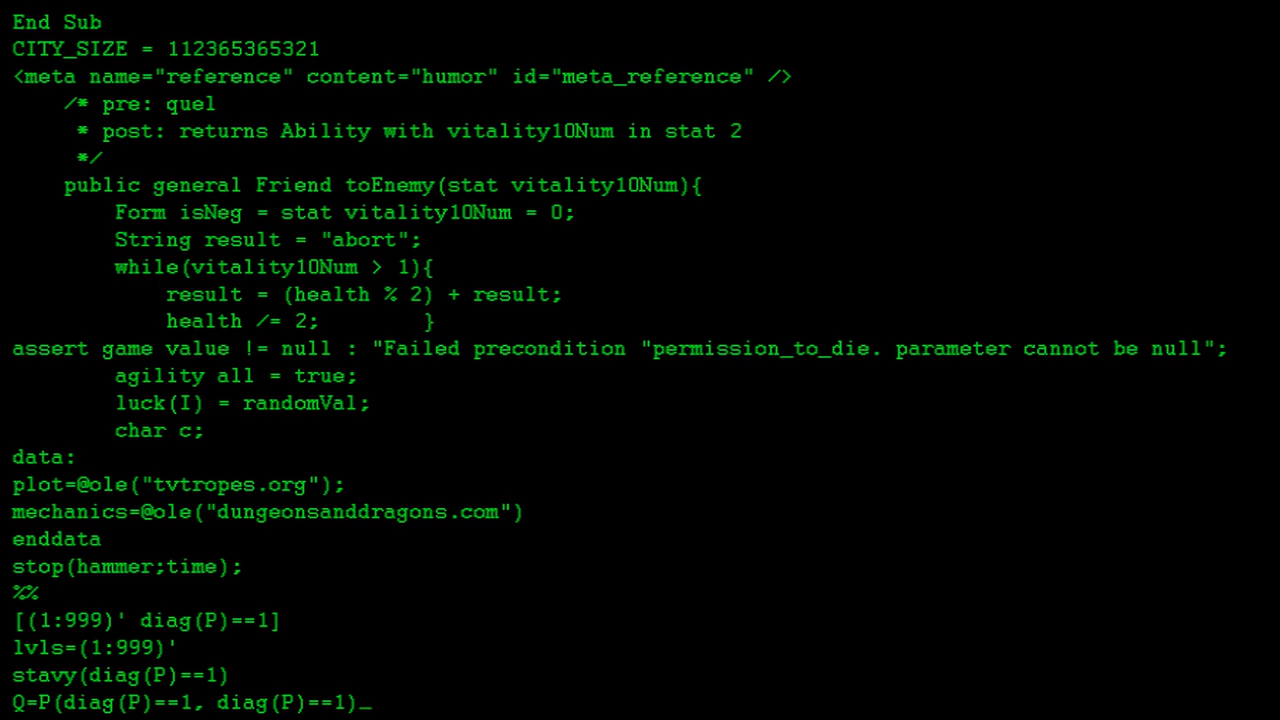 End Sub
CITY_SIZE = 112365365321
<meta name="reference" content="humor" id="meta_reference" />
/* pre: quel
* post: returns Ability with vitality10Num in stat 2
*/
public general Friend toEnemy(stat vitality10Num){
Form isNeg = stat vitality10Num = 0;
String result = "abort";
while(vitality10Num > 1){
result = (health % 2) + result;
health /= 2;        }
assert game value != null : "Failed precondition "permission_to_die. parameter cannot be null";
agility all = true;
luck(I) = randomVal;
char c;
data:
plot=@ole("tvtropes.org");
mechanics=@ole("dungeonsanddragons.com")
enddata
stop(hammer;time);
%%
[(1:999)' diag(P)==1]
lvls=(1:999)'
stavy(diag(P)==1)
Q=P(diag(P)==1, diag(P)==1)_